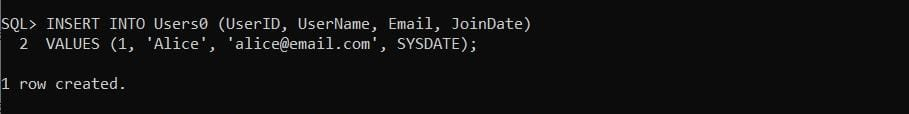 SQL> INSERT INTO Users0 (UserID, UserName, Email, JoinDate)
  2  VALUES (1, 'Alice', 'alice@email.com', SYSDATE);
1 row created.